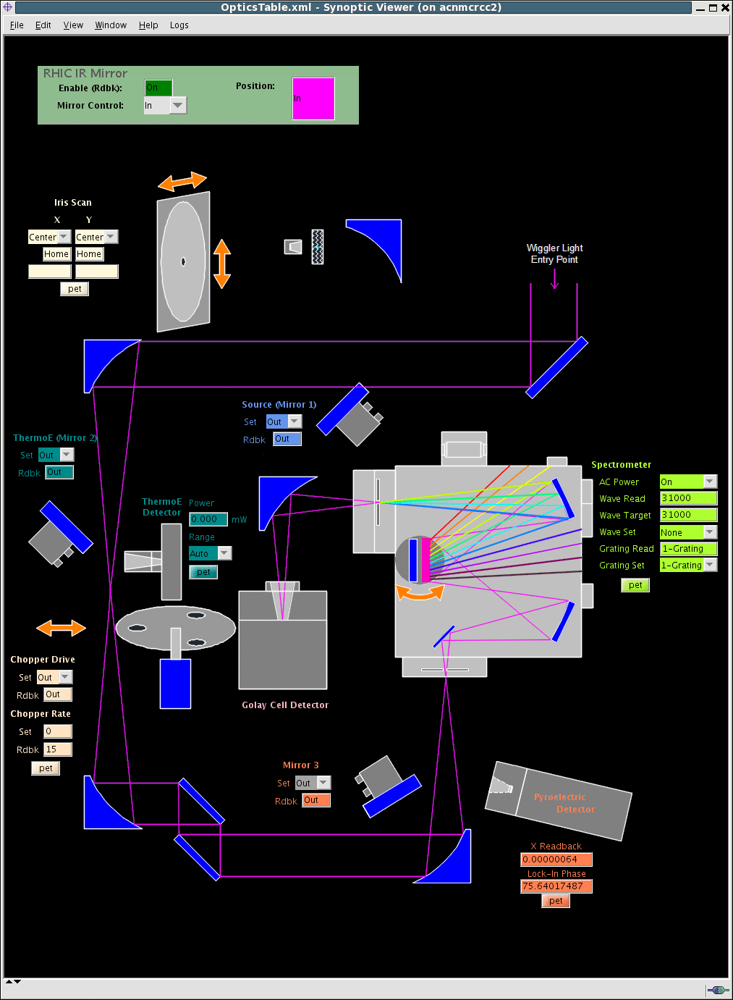 OpticsTable.xml - Synoptic Viewer (on acnmcrcc2)
File Edit View Window Help Logs
RHIC IR Mirror
Enable (Rdbk): On
Position: In
Mirror Control: In
Iris Scan
X Y
Center Center
Home Home
pet
Wiggler Light
Entry Point
Source (Mirror 1)
Set Out
Rdbk Out
ThermoE (Mirror 2)
Set Out
Rdbk Out
ThermoE
Detector
Power
0.000 mW
Range
Auto
pet
Spectrometer
AC Power On
Wave Read 31000
Wave Target 31000
Wave Set None
Grating Read 1-Grating
Grating Set 1-Grating
pet
Chopper Drive
Set Out
Rdbk Out
Chopper Rate
Set 0
Rdbk 15
pet
Golay Cell Detector
Mirror 3
Set Out
Rdbk Out
Pyroelectric
Detector
X Readback
0.00000064
Lock-In Phase
75.64017487
pet